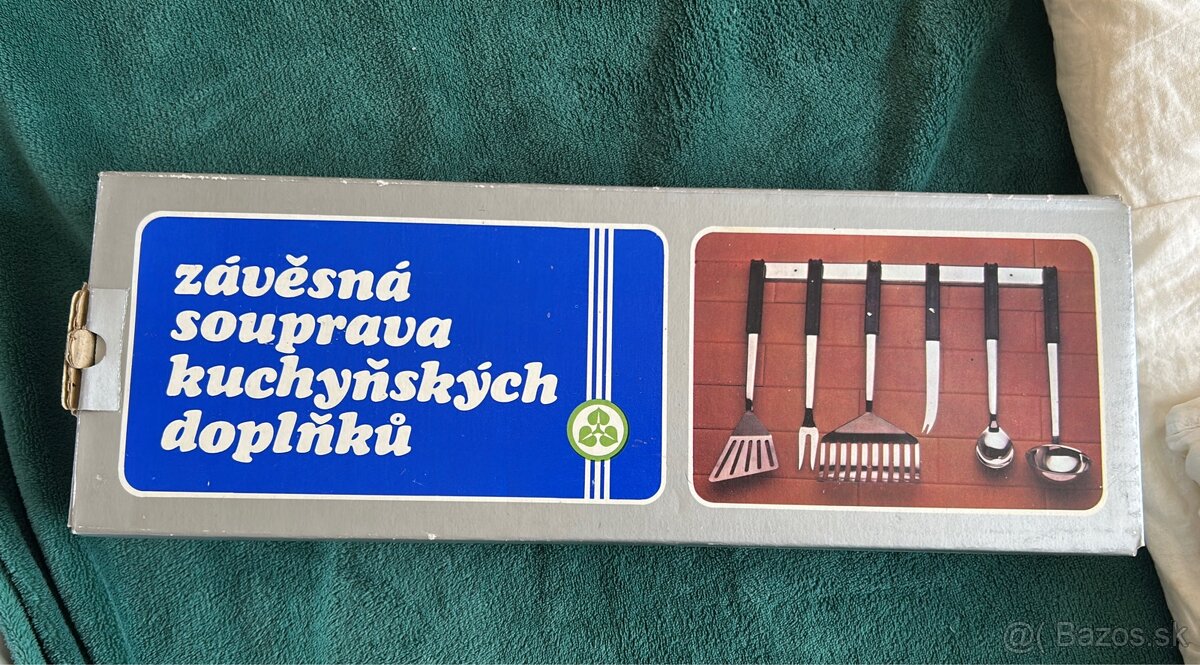 závěsná
souprava
kuchyňských
doplňků
@( Bazos.sk